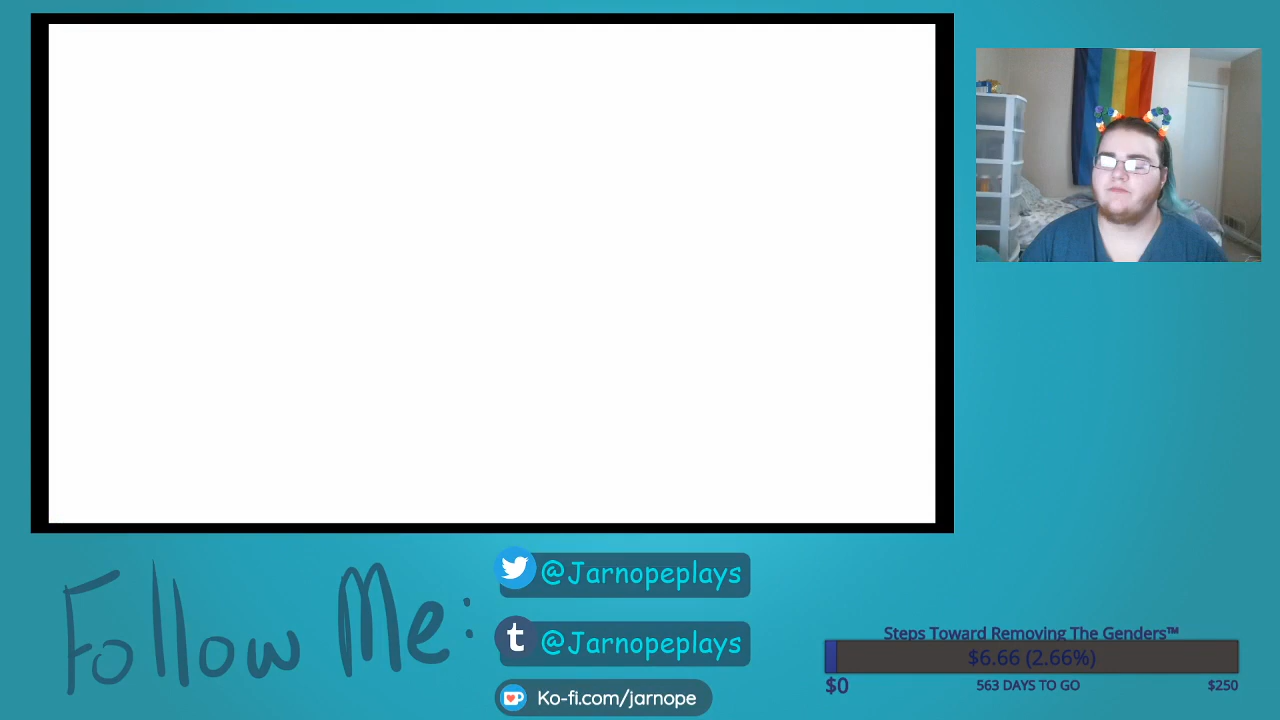 Follow Me:
@Jarnopeplays
t @Jarnopeplays
Ko-fi.com/jarnope
Steps Toward Removing The Genders™
$6.66 (2.66%)
$0 563 DAYS TO GO $250